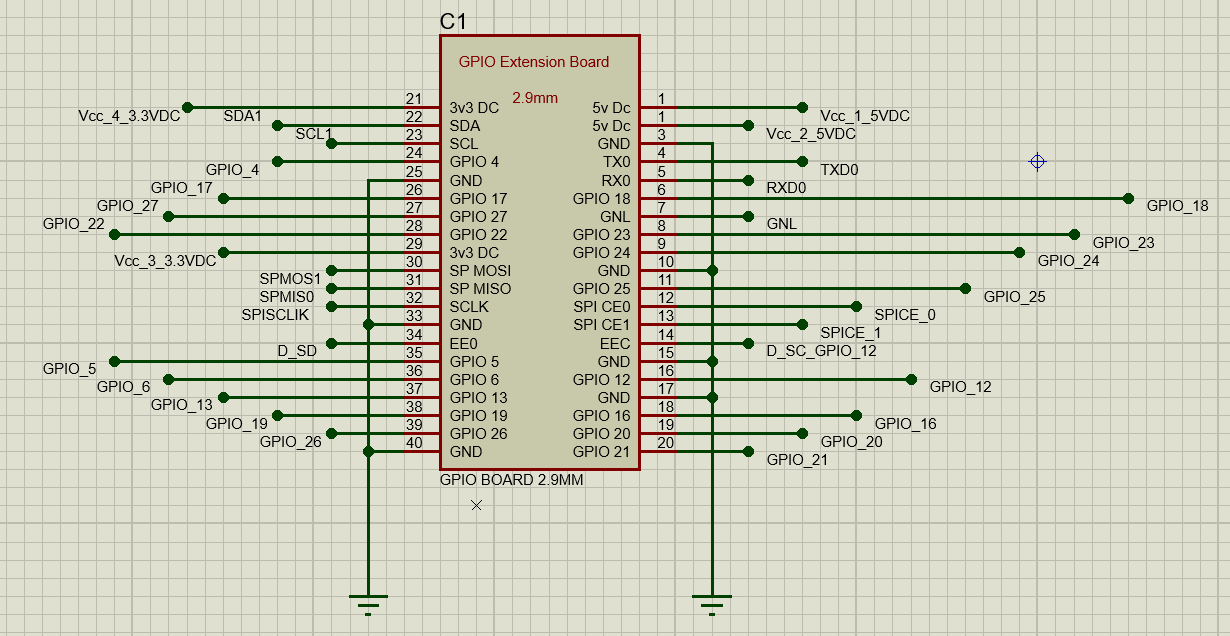 C1
GPIO Extension Board
2.9mm
Vcc_4_3.3VDC 21 3v3 DC 5v Dc 1 Vcc_1_5VDC
SDA1 22 SDA 5v Dc 1 Vcc_2_5VDC
SCL1 23 SCL GND 3
GPIO_4 24 GPIO 4 TX0 4 TXD0
25 GND RX0 5 RXD0
GPIO_17 26 GPIO 17 GPIO 18 6 GPIO_18
GPIO_27 27 GPIO 27 GNL 7 GNL
GPIO_22 28 GPIO 22 GPIO 23 8 GPIO_23
Vcc_3_3.3VDC 29 3v3 DC GPIO 24 9 GPIO_24
SPMOS1 30 SP MOSI GND 10
SPMIS0 31 SP MISO GPIO 25 11 GPIO_25
SPISCLIK 32 SCLK SPI CE0 12 SPICE_0
33 GND SPI CE1 13 SPICE_1
D_SD 34 EE0 EEC 14 D_SC_GPIO_12
GPIO_5 35 GPIO 5 GND 15
GPIO_6 36 GPIO 6 GPIO 12 16 GPIO_12
GPIO_13 37 GPIO 13 GND 17
GPIO_19 38 GPIO 19 GPIO 16 18 GPIO_16
GPIO_26 39 GPIO 26 GPIO 20 19 GPIO_20
40 GND GPIO 21 20 GPIO_21
GPIO BOARD 2.9MM